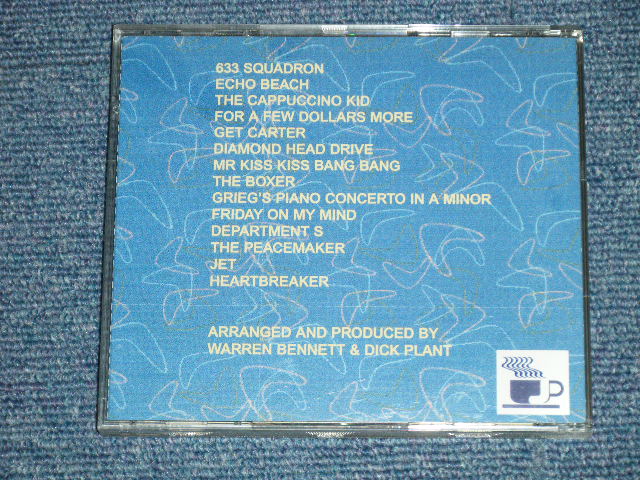 633 SQUADRON
ECHO BEACH
THE CAPPUCCINO KID
FOR A FEW DOLLARS MORE
GET CARTER
DIAMOND HEAD DRIVE
MR KISS KISS BANG BANG
THE BOXER
GRIEG'S PIANO CONCERTO IN A MINOR
FRIDAY ON MY MIND
DEPARTMENT S
THE PEACEMAKER
JET
HEARTBREAKER
ARRANGED AND PRODUCED BY
WARREN BENNETT & DICK PLANT